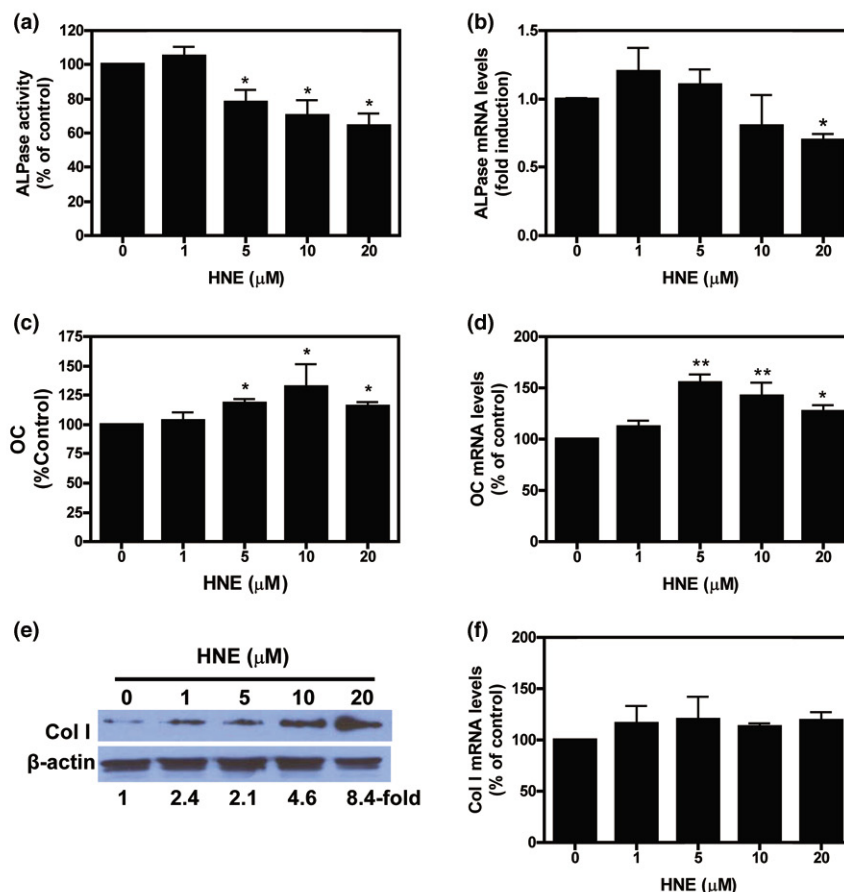 (a)
ALPase activity
(% of control)
120
100
80
60
40
20
0
*
*
*
0 1 5 10 20
HNE (μM)
(b)
ALPase mRNA levels
(fold induction)
1.5
1.0
0.5
0.0
*
0 1 5 10 20
HNE (μM)
(c)
OC
(%Control)
175
150
125
100
75
50
25
0
*
*
*
0 1 5 10 20
HNE (μM)
(d)
OC mRNA levels
(% of control)
200
150
100
50
0
**
**
*
0 1 5 10 20
HNE (μM)
(e)
HNE (μM)
0 1 5 10 20
Col I
β-actin
1 2.4 2.1 4.6 8.4-fold
(f)
Col I mRNA levels
(% of control)
200
150
100
50
0
0 1 5 10 20
HNE (μM)